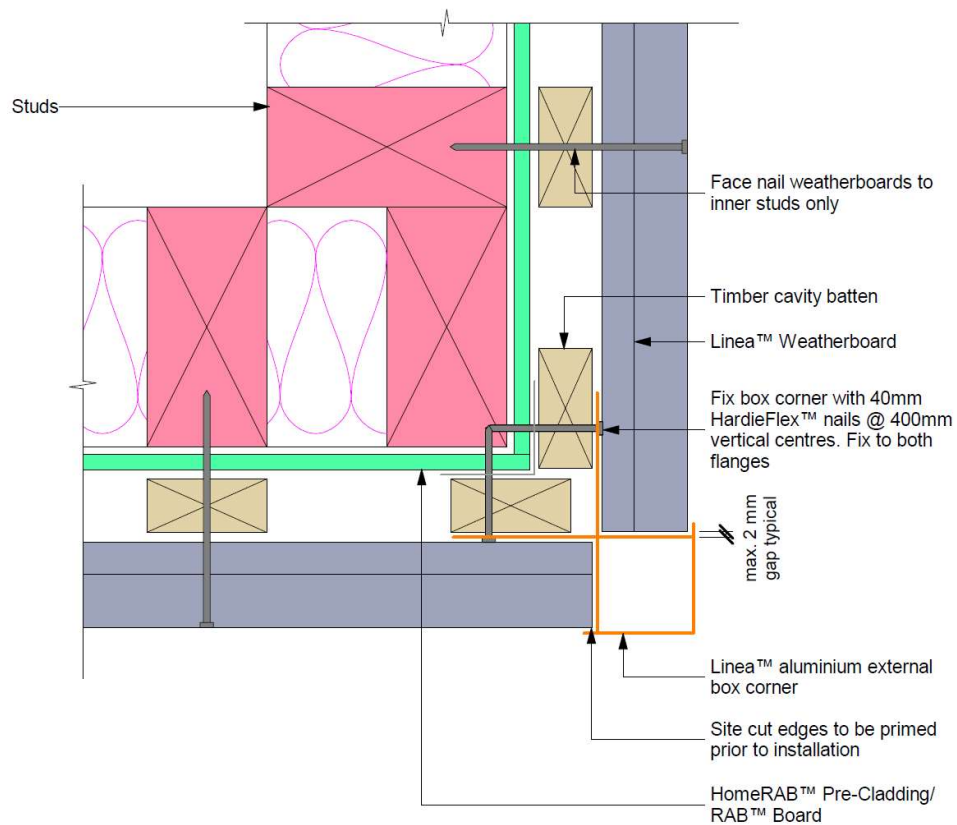 Studs
Face nail weatherboards to
inner studs only
Timber cavity batten
Linea™ Weatherboard
Fix box corner with 40mm
HardieFlex™ nails @ 400mm
vertical centres. Fix to both
flanges
max. 2 mm
gap typical
Linea™ aluminium external
box corner
Site cut edges to be primed
prior to installation
HomeRAB™ Pre-Cladding/
RAB™ Board